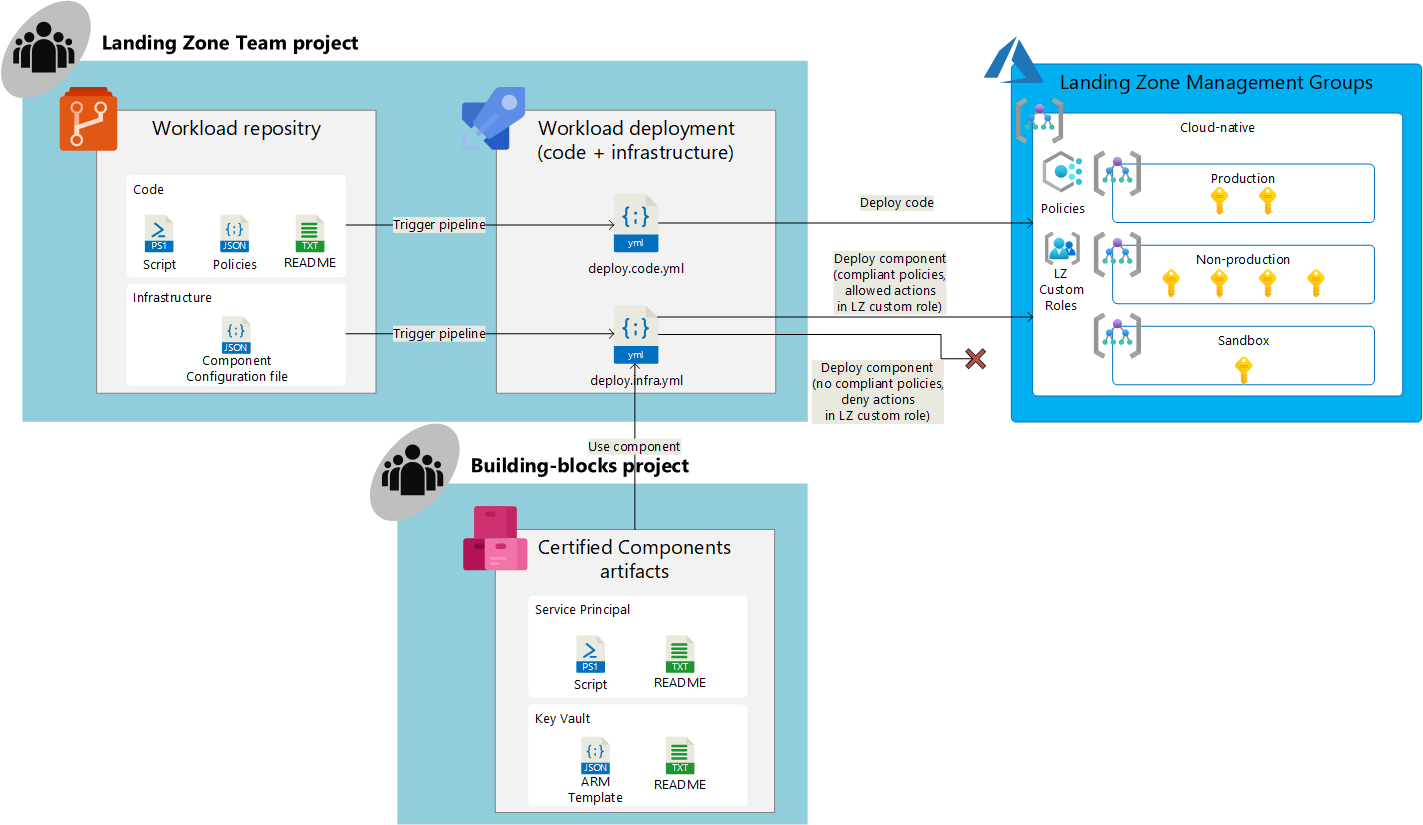 Landing Zone Team project
Workload repositry
Code
PS1
Script
JSON
Policies
TXT
README
Infrastructure
JSON
Component
Configuration file
Trigger pipeline
Trigger pipeline
Workload deployment
(code + infrastructure)
{;}
yml
deploy.code.yml
{;}
yml
deploy.infra.yml
Deploy code
Deploy component
(compliant policies,
allowed actions
in LZ custom role)
Deploy component
(no compliant policies,
deny actions
in LZ custom role)
Landing Zone Management Groups
Cloud-native
Policies
LZ
Custom
Roles
Production
Non-production
Sandbox
Use component
Building-blocks project
Certified Components
artifacts
Service Principal
PS1
Script
TXT
README
Key Vault
JSON
ARM
Template
TXT
README